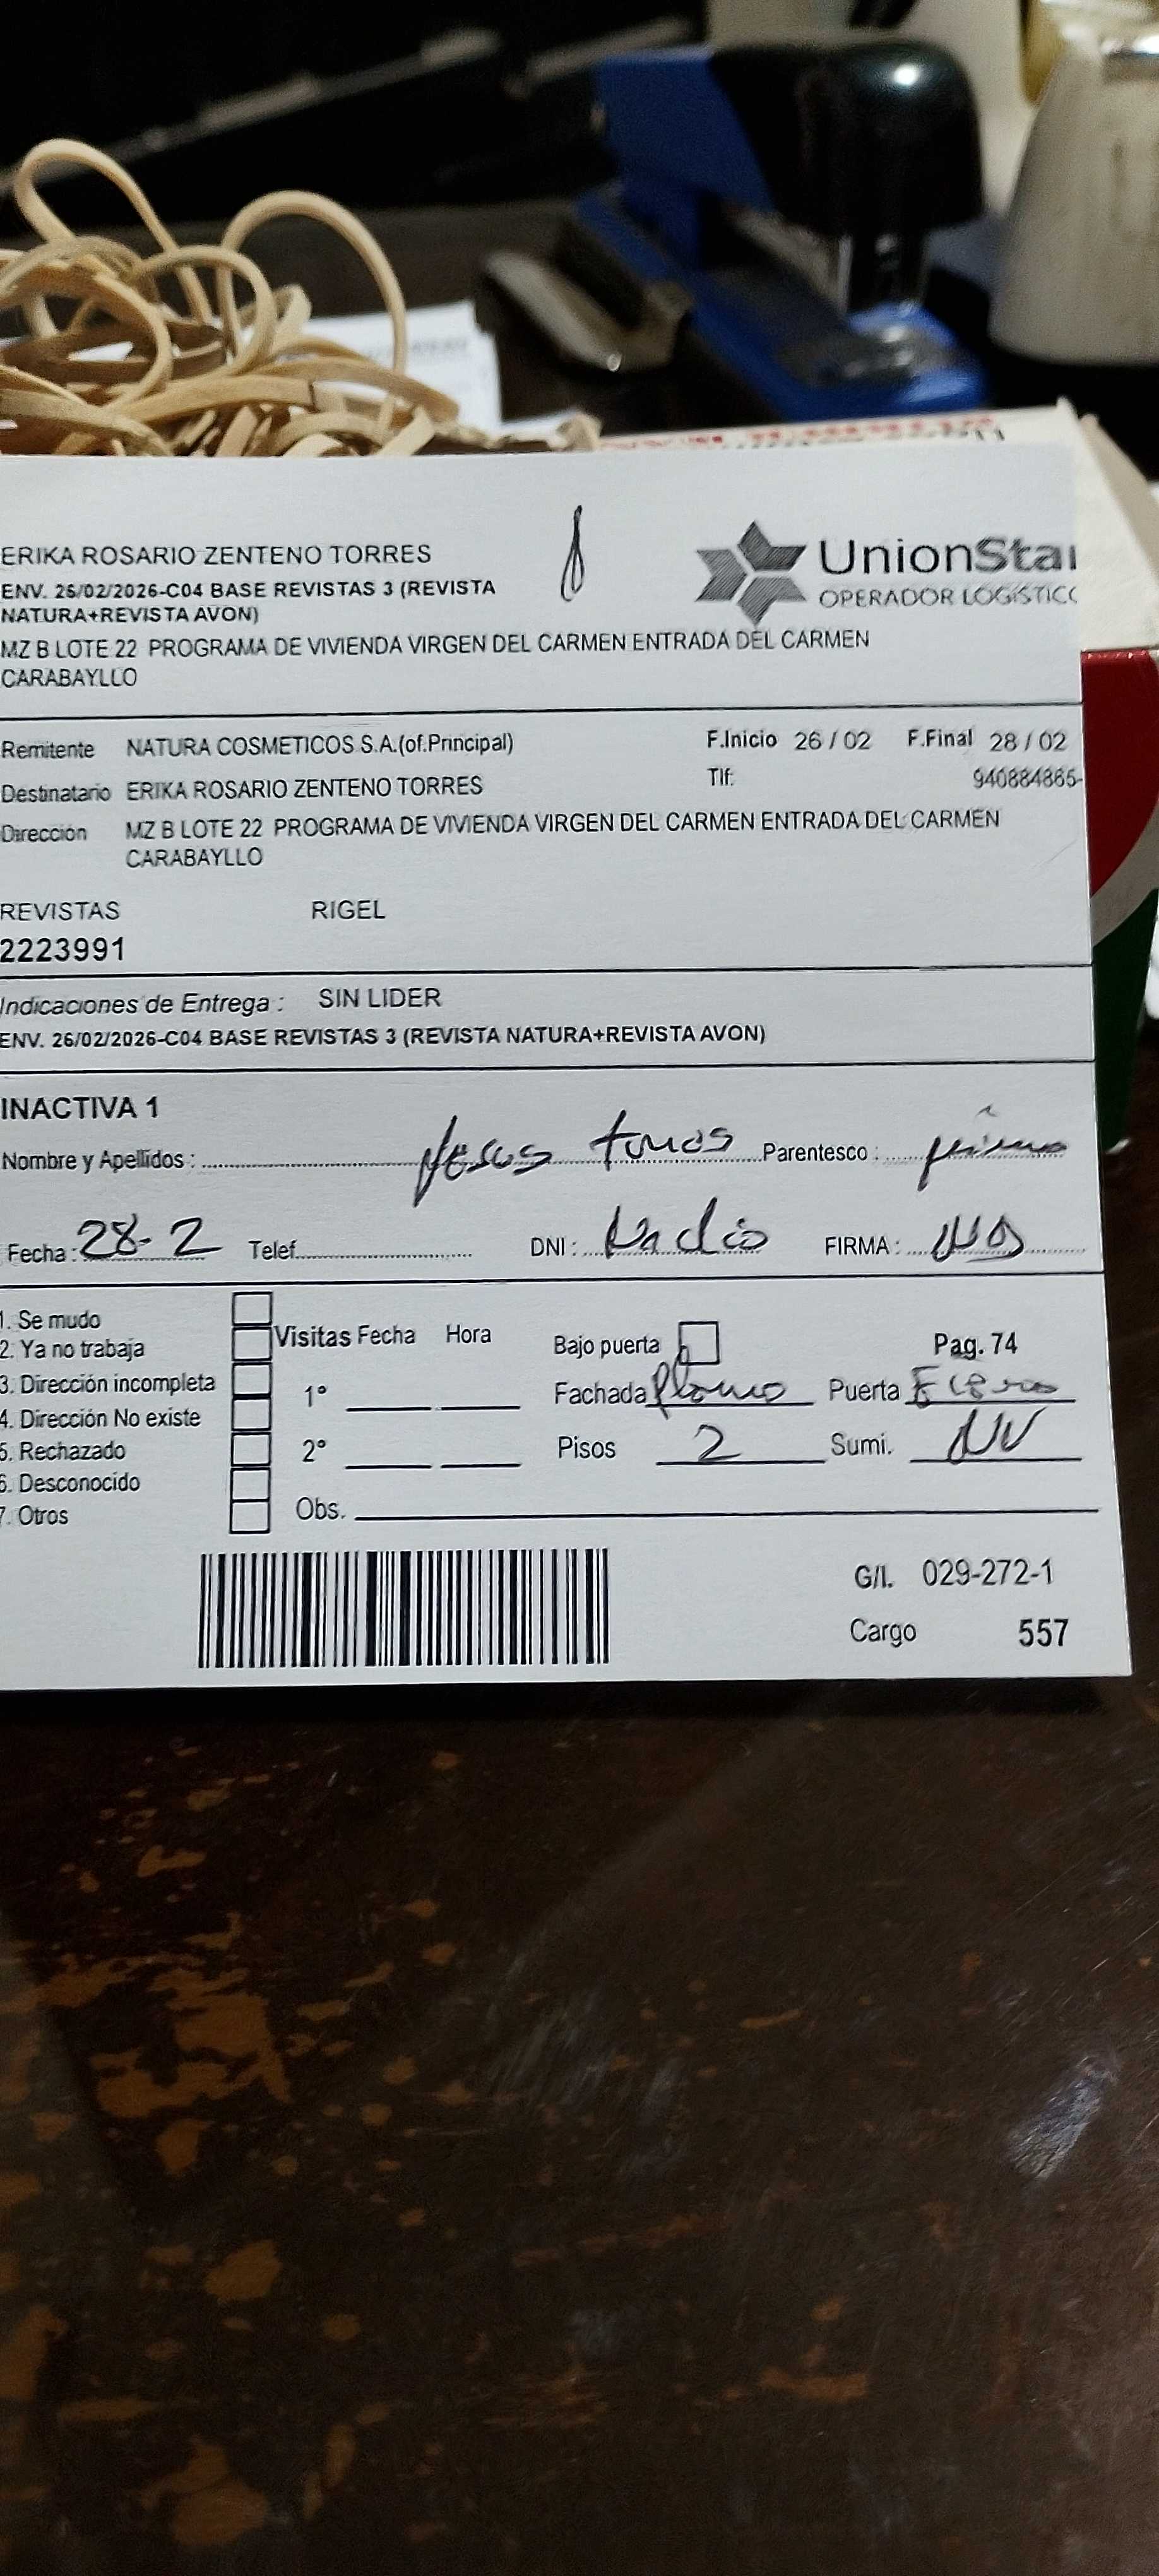 ERIKA ROSARIO ZENTENO TORRES
UnionStar
OPERADOR LOGÍSTICO
ENV. 26/02/2026-C04 BASE REVISTAS 3 (REVISTA
NATURA+REVISTA AVON)
MZ B LOTE 22 PROGRAMA DE VIVIENDA VIRGEN DEL CARMEN ENTRADA DEL CARMEN
CARABAYLLO
Remitente NATURA COSMETICOS S.A.(of.Principal) F.Inicio 26 / 02 F.Final 28 / 02
Destinatario ERIKA ROSARIO ZENTENO TORRES Tlf: 940884865-
Dirección MZ B LOTE 22 PROGRAMA DE VIVIENDA VIRGEN DEL CARMEN ENTRADA DEL CARMEN
CARABAYLLO
REVISTAS RIGEL
2223991
Indicaciones de Entrega : SIN LIDER
ENV. 26/02/2026-C04 BASE REVISTAS 3 (REVISTA NATURA+REVISTA AVON)
INACTIVA 1
Nombre y Apellidos : Jesus Parentesco : primo
Fecha : 28-2 Telef. DNI : FIRMA :
1. Se mudo
2. Ya no trabaja
3. Dirección incompleta
4. Dirección No existe
5. Rechazado
6. Desconocido
7. Otros
Visitas Fecha Hora
1°
2°
Obs.
Bajo puerta Pag. 74
Fachada Plomo Puerta Fierro
Pisos 2 Sumi. NV
G/I. 029-272-1
Cargo 557